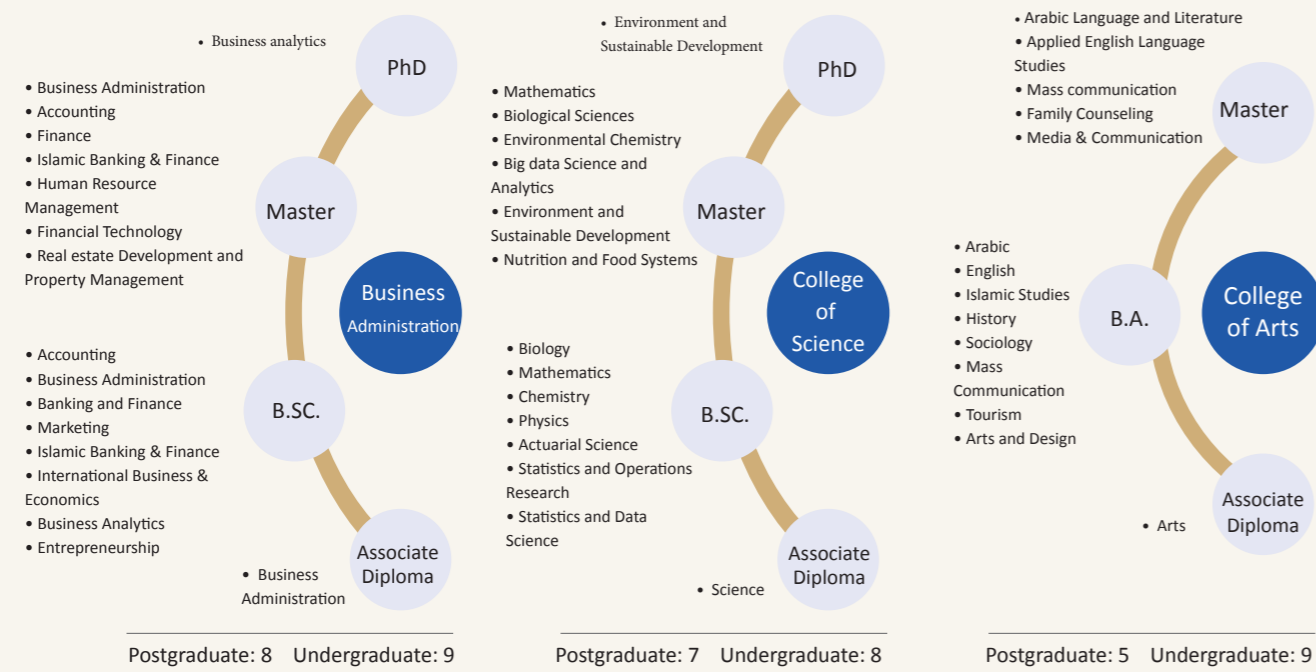 • Business analytics
PhD
• Business Administration
• Accounting
• Finance
• Islamic Banking & Finance
• Human Resource
Management
• Financial Technology
• Real estate Development and
Property Management
Master
Business
Administration
• Accounting
• Business Administration
• Banking and Finance
• Marketing
• Islamic Banking & Finance
• International Business &
Economics
• Business Analytics
• Entrepreneurship
B.SC.
• Business
Administration
Associate
Diploma
Postgraduate: 8 Undergraduate: 9
• Environment and
Sustainable Development
PhD
• Mathematics
• Biological Sciences
• Environmental Chemistry
• Big data Science and
Analytics
• Environment and
Sustainable Development
• Nutrition and Food Systems
Master
College
of
Science
• Biology
• Mathematics
• Chemistry
• Physics
• Actuarial Science
• Statistics and Operations
Research
• Statistics and Data
Science
B.SC.
• Science
Associate
Diploma
Postgraduate: 7 Undergraduate: 8
• Arabic Language and Literature
• Applied English Language
Studies
• Mass communication
• Family Counseling
• Media & Communication
Master
• Arabic
• English
• Islamic Studies
• History
• Sociology
• Mass
Communication
• Tourism
• Arts and Design
B.A.
College
of Arts
• Arts
Associate
Diploma
Postgraduate: 5 Undergraduate: 9